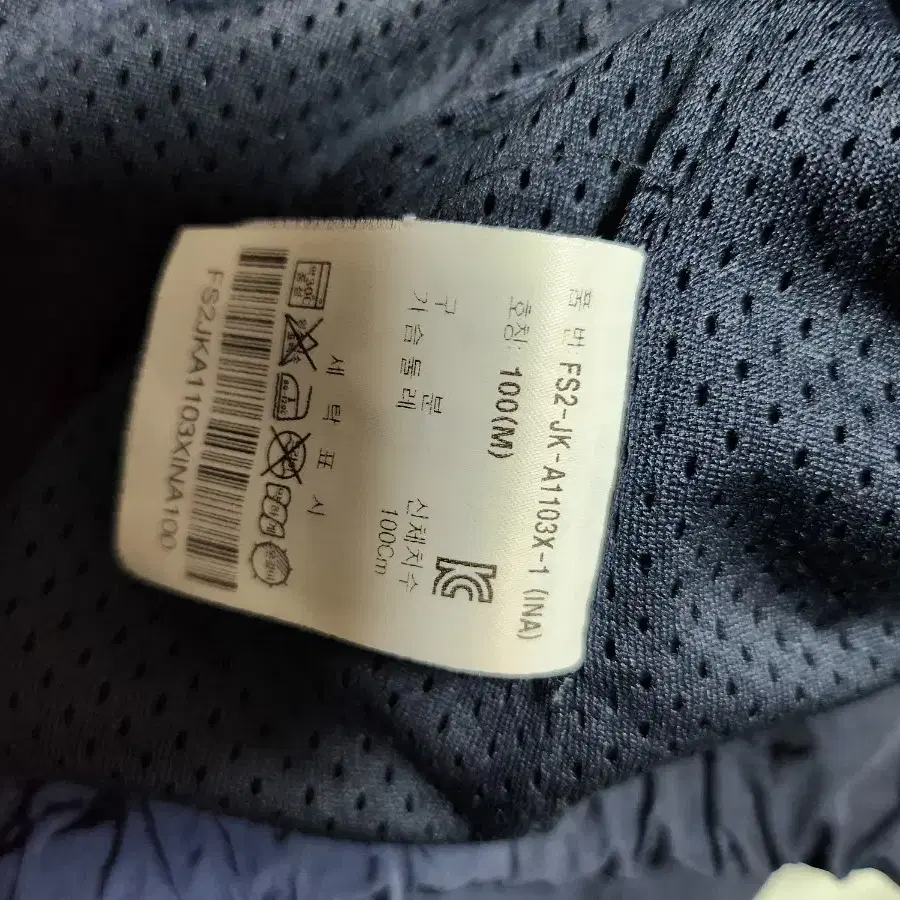 품 번 FS2-JK-A1103X-1 (INA)
호칭: 100(M)
구 분 신체치수
가슴둘레 100Cm
세 탁 표 시
FS2JKA1103XINA100